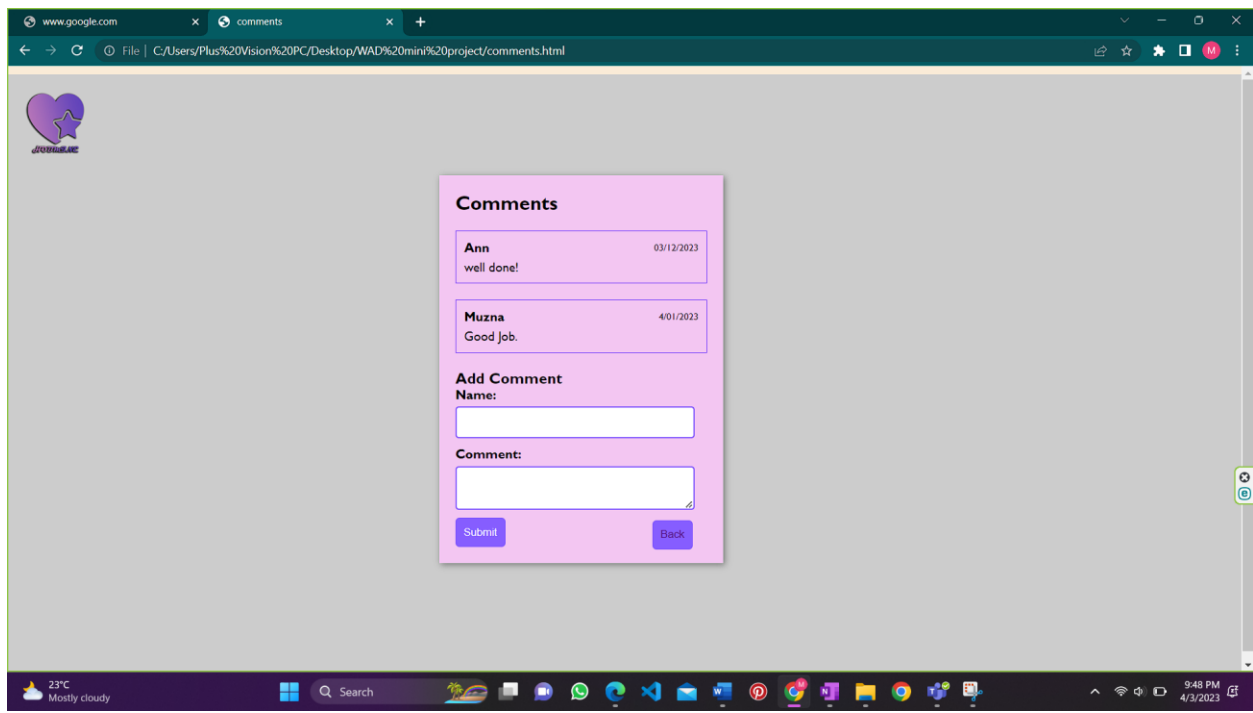 www.google.com
comments
File | C:/Users/Plus%20Vision%20PC/Desktop/WAD%20mini%20project/comments.html
M
Comments
Ann 03/12/2023
well done!
Muzna 4/01/2023
Good Job.
Add Comment
Name:
Comment:
Submit Back
23°C
Mostly cloudy
Search
9:48 PM
4/3/2023